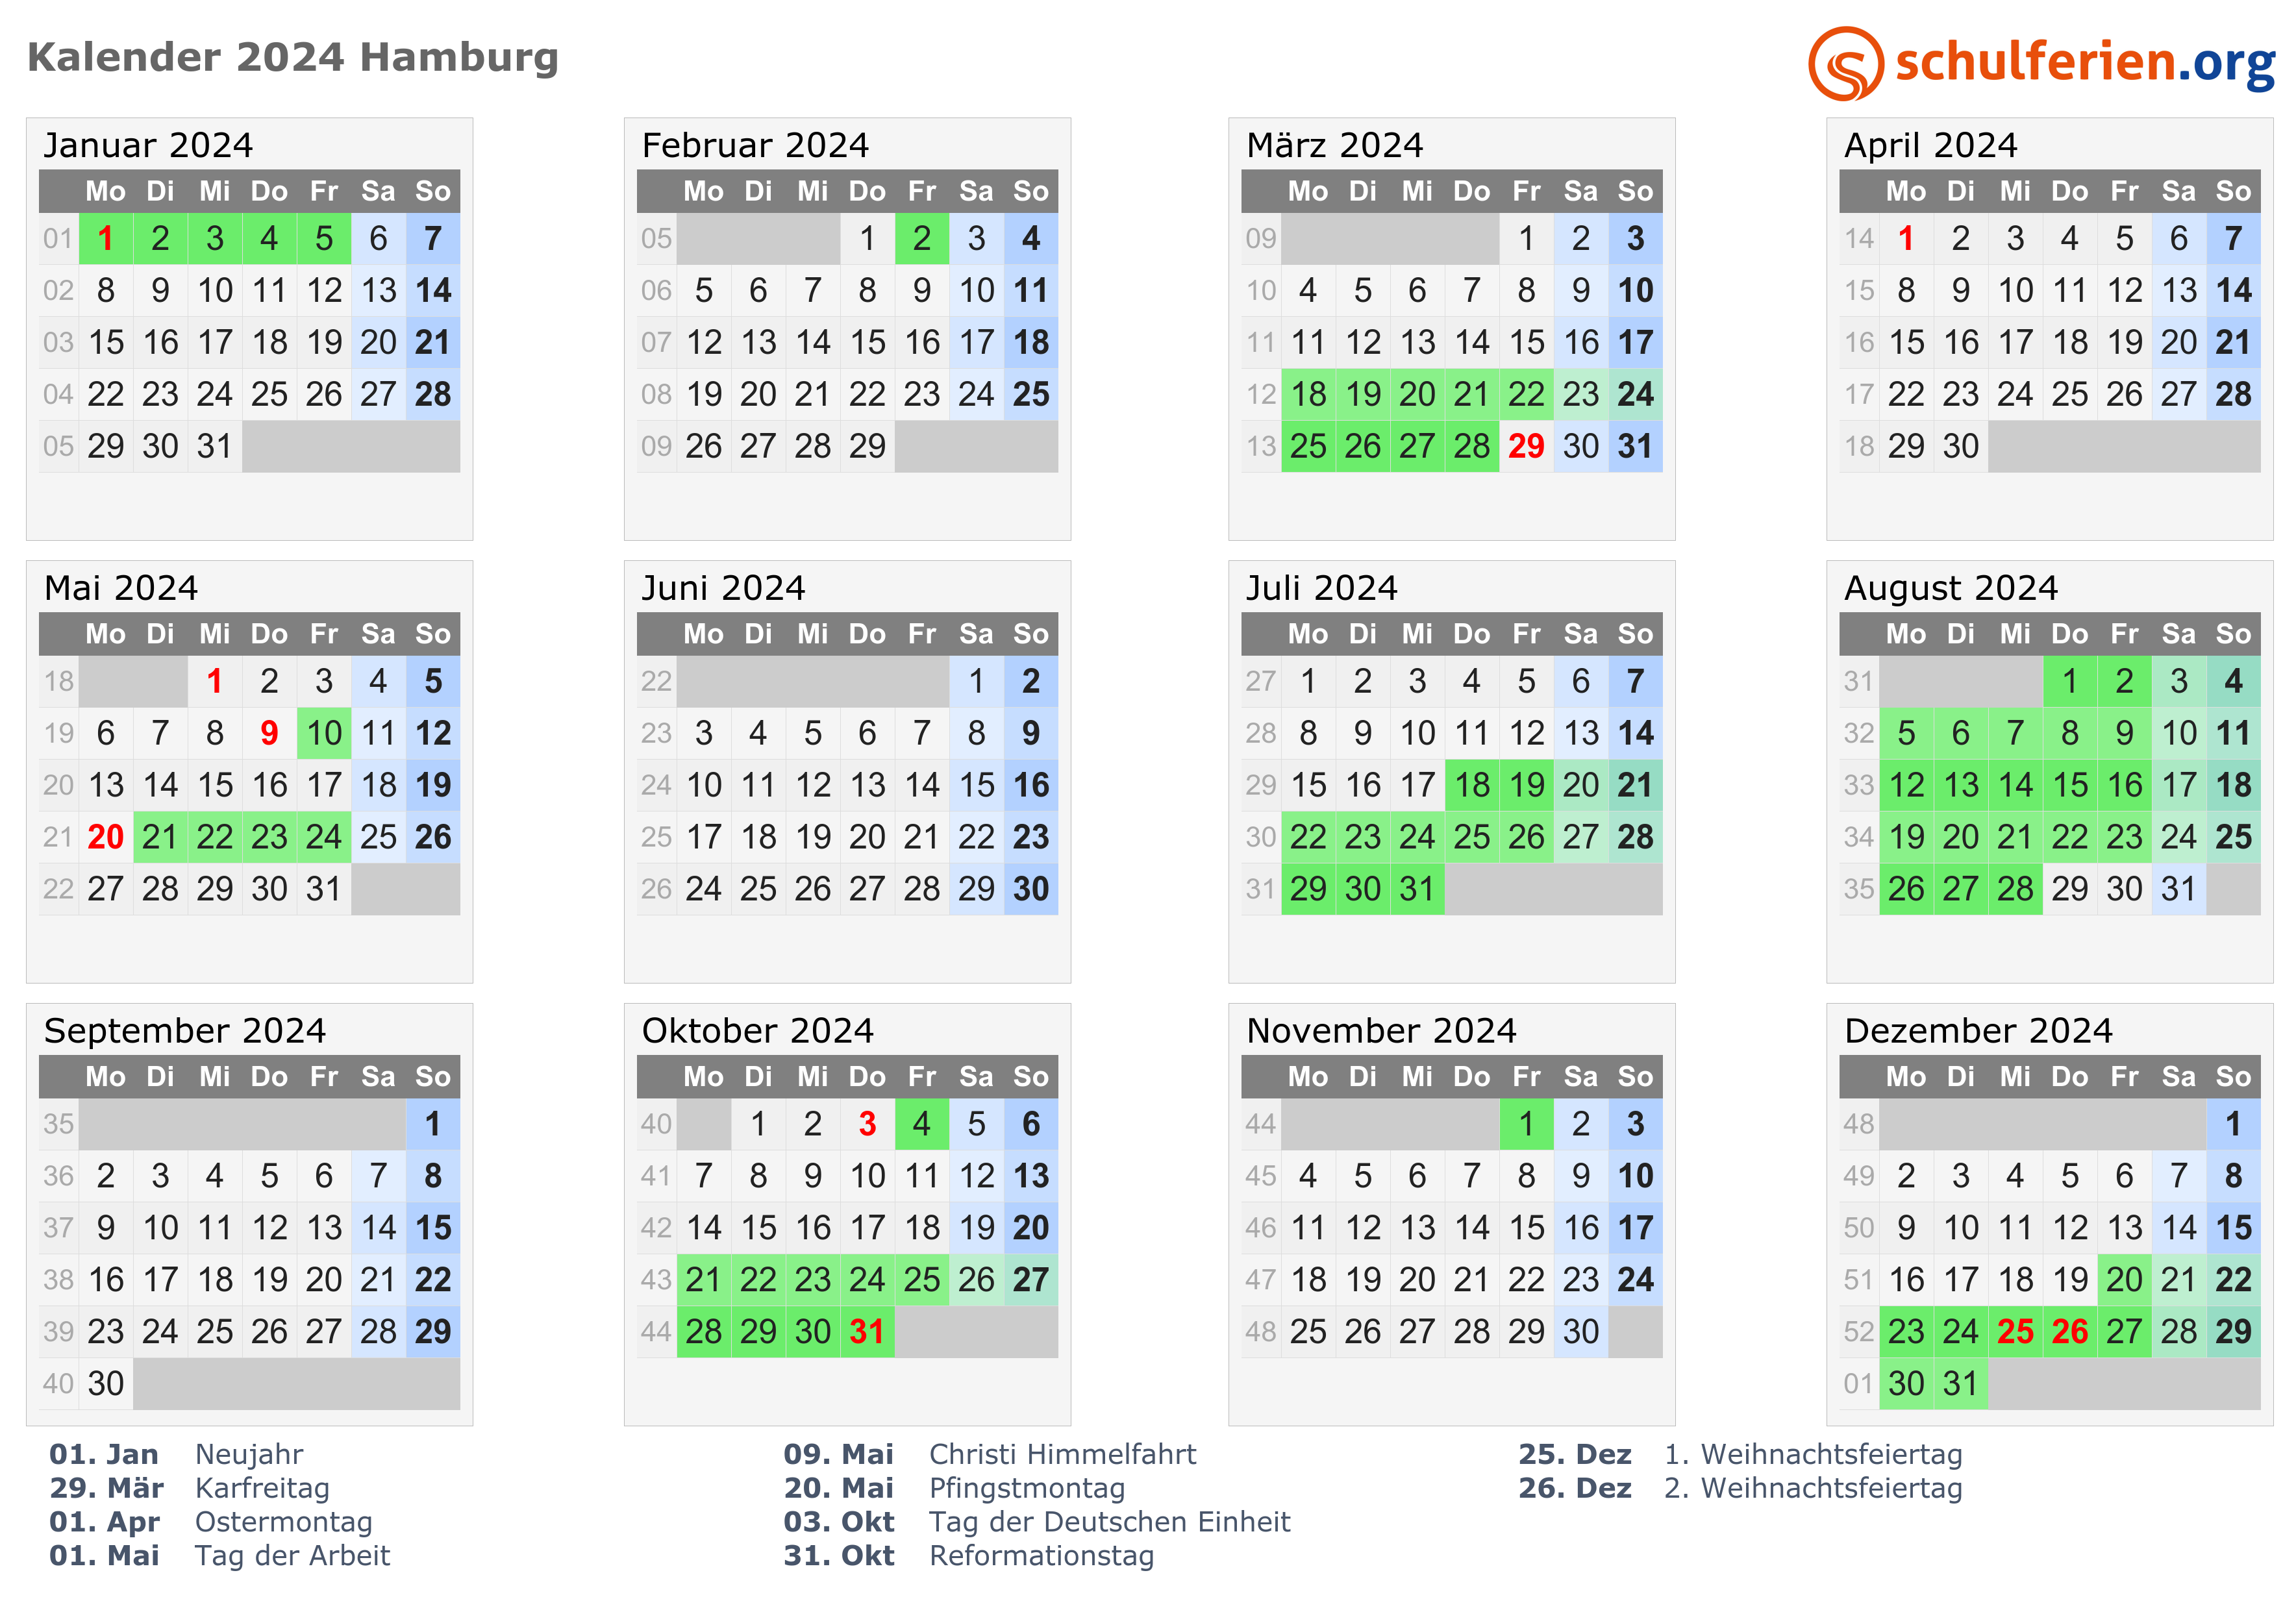 Kalender 2024 Hamburg
schulferien.org
Januar 2024
Mo Di Mi Do Fr Sa So
01 1 2 3 4 5 6 7
02 8 9 10 11 12 13 14
03 15 16 17 18 19 20 21
04 22 23 24 25 26 27 28
05 29 30 31
Februar 2024
Mo Di Mi Do Fr Sa So
05 1 2 3 4
06 5 6 7 8 9 10 11
07 12 13 14 15 16 17 18
08 19 20 21 22 23 24 25
09 26 27 28 29
März 2024
Mo Di Mi Do Fr Sa So
09 1 2 3
10 4 5 6 7 8 9 10
11 11 12 13 14 15 16 17
12 18 19 20 21 22 23 24
13 25 26 27 28 29 30 31
April 2024
Mo Di Mi Do Fr Sa So
14 1 2 3 4 5 6 7
15 8 9 10 11 12 13 14
16 15 16 17 18 19 20 21
17 22 23 24 25 26 27 28
18 29 30
Mai 2024
Mo Di Mi Do Fr Sa So
18 1 2 3 4 5
19 6 7 8 9 10 11 12
20 13 14 15 16 17 18 19
21 20 21 22 23 24 25 26
22 27 28 29 30 31
Juni 2024
Mo Di Mi Do Fr Sa So
22 1 2
23 3 4 5 6 7 8 9
24 10 11 12 13 14 15 16
25 17 18 19 20 21 22 23
26 24 25 26 27 28 29 30
Juli 2024
Mo Di Mi Do Fr Sa So
27 1 2 3 4 5 6 7
28 8 9 10 11 12 13 14
29 15 16 17 18 19 20 21
30 22 23 24 25 26 27 28
31 29 30 31
August 2024
Mo Di Mi Do Fr Sa So
31 1 2 3 4
32 5 6 7 8 9 10 11
33 12 13 14 15 16 17 18
34 19 20 21 22 23 24 25
35 26 27 28 29 30 31
September 2024
Mo Di Mi Do Fr Sa So
35 1
36 2 3 4 5 6 7 8
37 9 10 11 12 13 14 15
38 16 17 18 19 20 21 22
39 23 24 25 26 27 28 29
40 30
Oktober 2024
Mo Di Mi Do Fr Sa So
40 1 2 3 4 5 6
41 7 8 9 10 11 12 13
42 14 15 16 17 18 19 20
43 21 22 23 24 25 26 27
44 28 29 30 31
November 2024
Mo Di Mi Do Fr Sa So
44 1 2 3
45 4 5 6 7 8 9 10
46 11 12 13 14 15 16 17
47 18 19 20 21 22 23 24
48 25 26 27 28 29 30
Dezember 2024
Mo Di Mi Do Fr Sa So
48 1
49 2 3 4 5 6 7 8
50 9 10 11 12 13 14 15
51 16 17 18 19 20 21 22
52 23 24 25 26 27 28 29
01 30 31
01. Jan Neujahr
29. Mär Karfreitag
01. Apr Ostermontag
01. Mai Tag der Arbeit
09. Mai Christi Himmelfahrt
20. Mai Pfingstmontag
03. Okt Tag der Deutschen Einheit
31. Okt Reformationstag
25. Dez 1. Weihnachtsfeiertag
26. Dez 2. Weihnachtsfeiertag